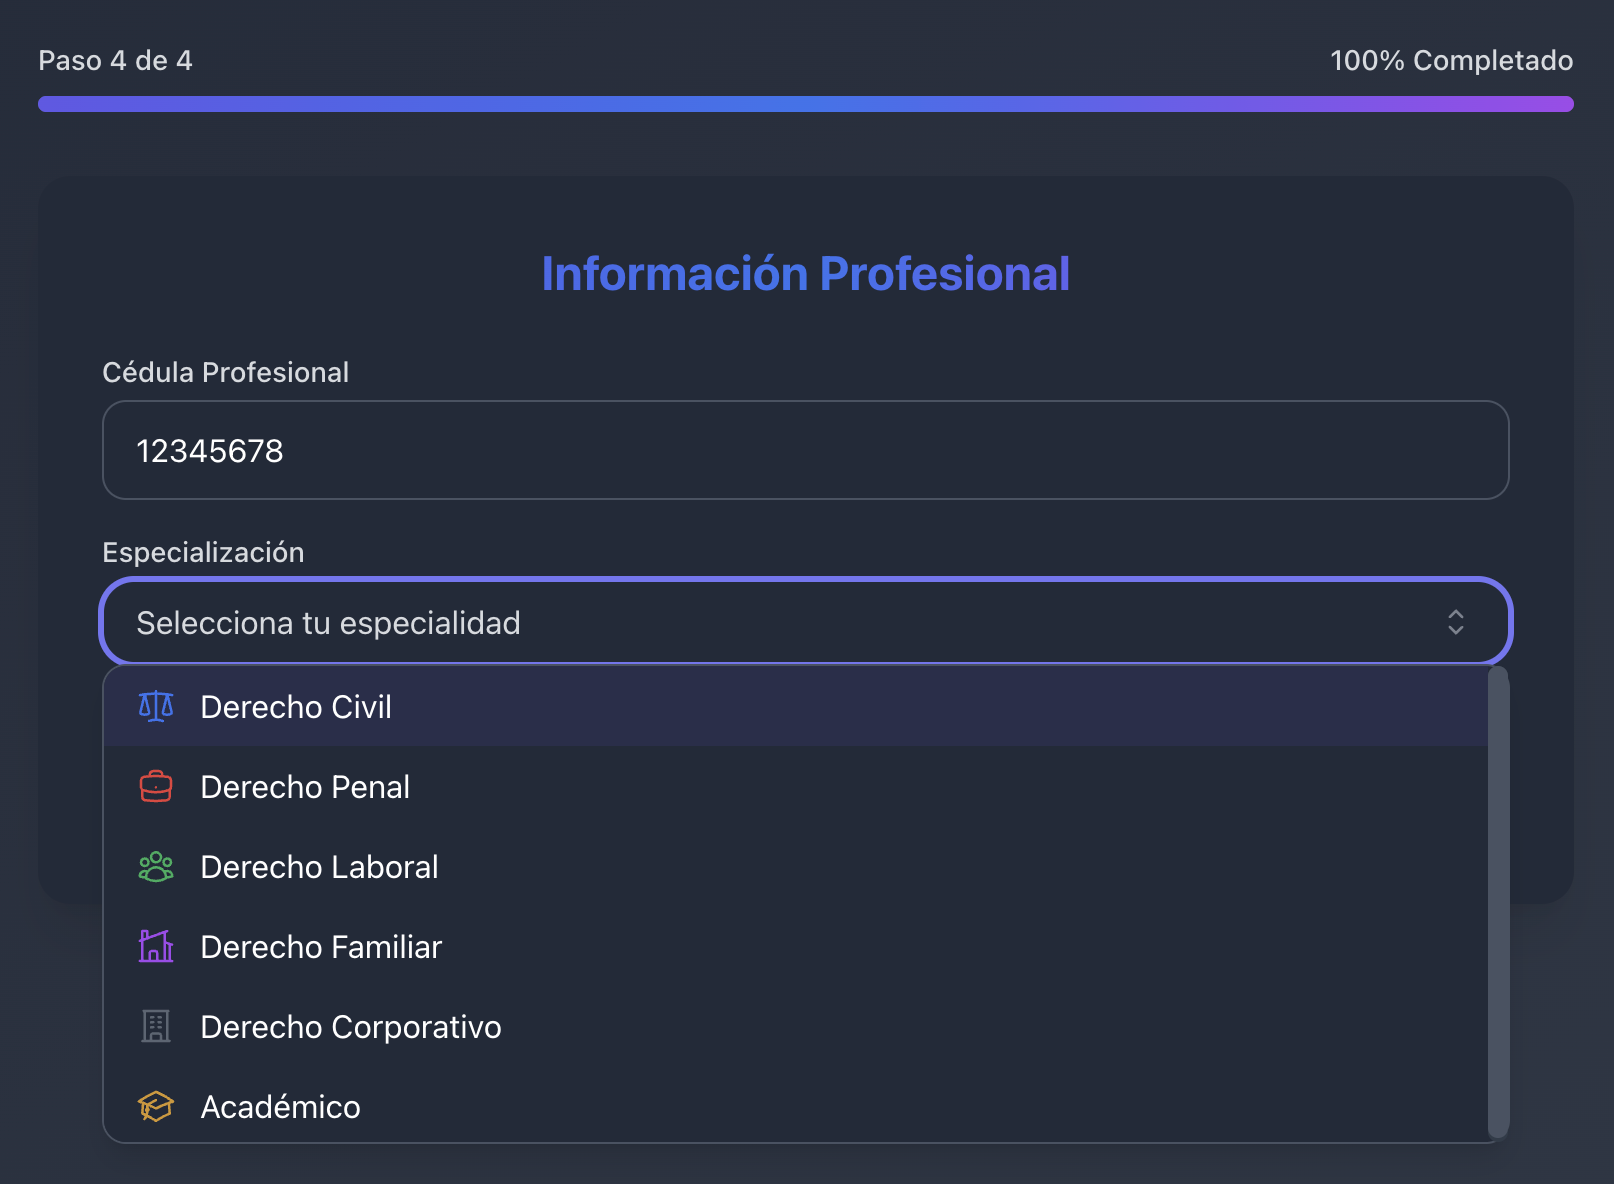 Paso 4 de 4
100% Completado
Información Profesional
Cédula Profesional
12345678
Especialización
Selecciona tu especialidad
Derecho Civil
Derecho Penal
Derecho Laboral
Derecho Familiar
Derecho Corporativo
Académico